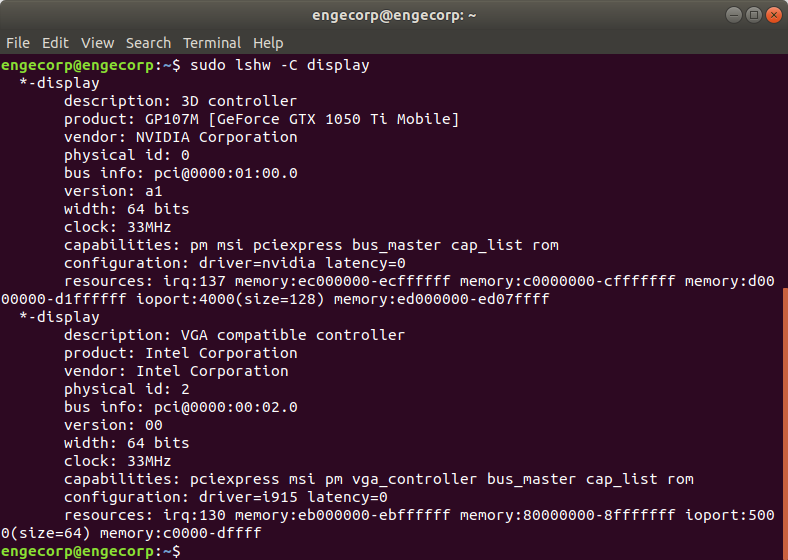 engecorp@engecorp: ~
File Edit View Search Terminal Help
engecorp@engecorp:~$ sudo lshw -C display
  *-display
       description: 3D controller
       product: GP107M [GeForce GTX 1050 Ti Mobile]
       vendor: NVIDIA Corporation
       physical id: 0
       bus info: pci@0000:01:00.0
       version: a1
       width: 64 bits
       clock: 33MHz
       capabilities: pm msi pciexpress bus_master cap_list rom
       configuration: driver=nvidia latency=0
       resources: irq:137 memory:ec000000-ecffffff memory:c0000000-cfffffff memory:d00
00000-d1ffffff ioport:4000(size=128) memory:ed000000-ed07ffff
  *-display
       description: VGA compatible controller
       product: Intel Corporation
       vendor: Intel Corporation
       physical id: 2
       bus info: pci@0000:00:02.0
       version: 00
       width: 64 bits
       clock: 33MHz
       capabilities: pciexpress msi pm vga_controller bus_master cap_list rom
       configuration: driver=i915 latency=0
       resources: irq:130 memory:eb000000-ebffffff memory:80000000-8fffffff ioport:500
0(size=64) memory:c0000-dffff
engecorp@engecorp:~$